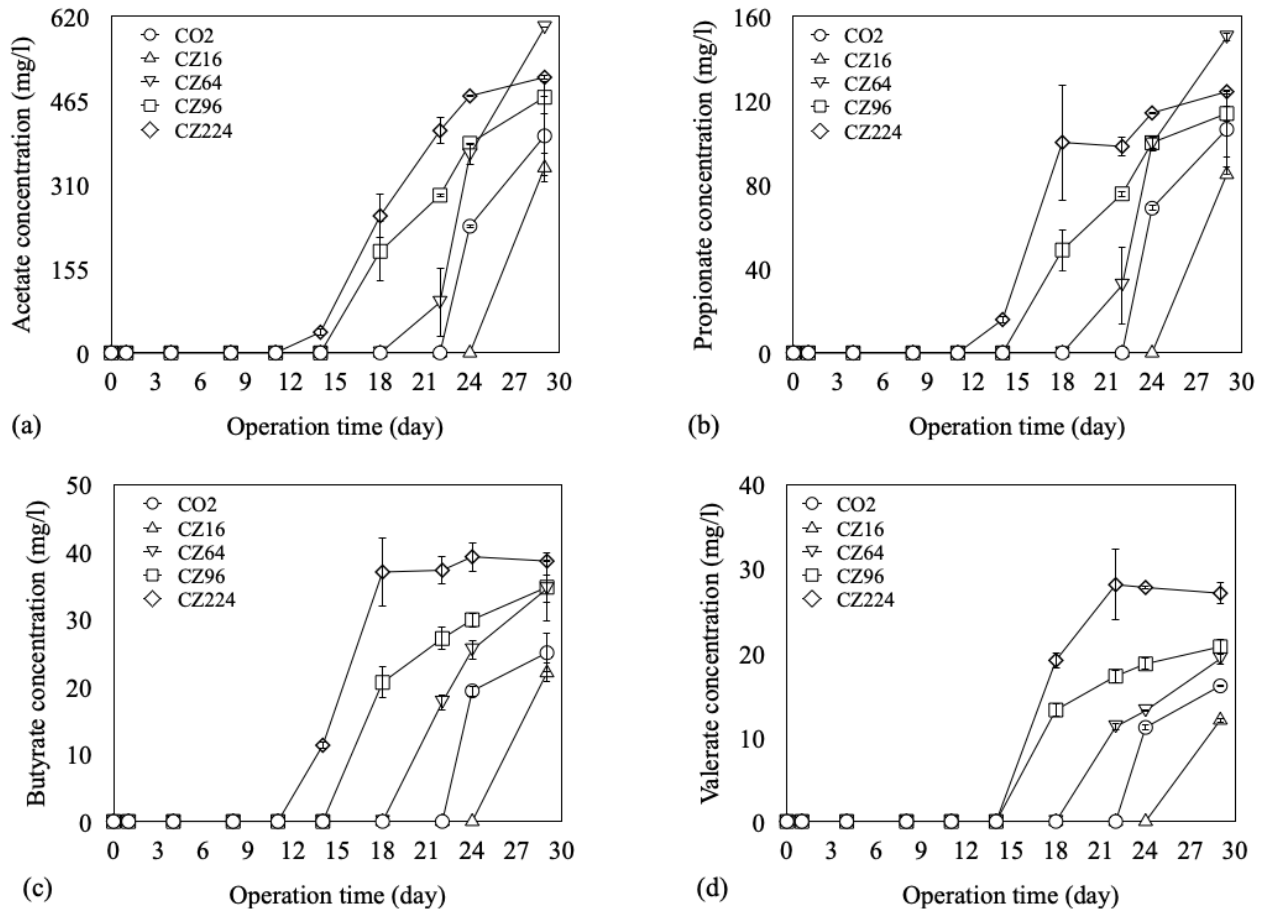 Acetate concentration (mg/l)
620
465
310
155
0
CO2
CZ16
CZ64
CZ96
CZ224
0 3 6 9 12 15 18 21 24 27 30
Operation time (day)
(a)
Propionate concentration (mg/l)
160
120
80
40
0
CO2
CZ16
CZ64
CZ96
CZ224
0 3 6 9 12 15 18 21 24 27 30
Operation time (day)
(b)
Butyrate concentration (mg/l)
50
40
30
20
10
0
CO2
CZ16
CZ64
CZ96
CZ224
0 3 6 9 12 15 18 21 24 27 30
Operation time (day)
(c)
Valerate concentration (mg/l)
40
30
20
10
0
CO2
CZ16
CZ64
CZ96
CZ224
0 3 6 9 12 15 18 21 24 27 30
Operation time (day)
(d)